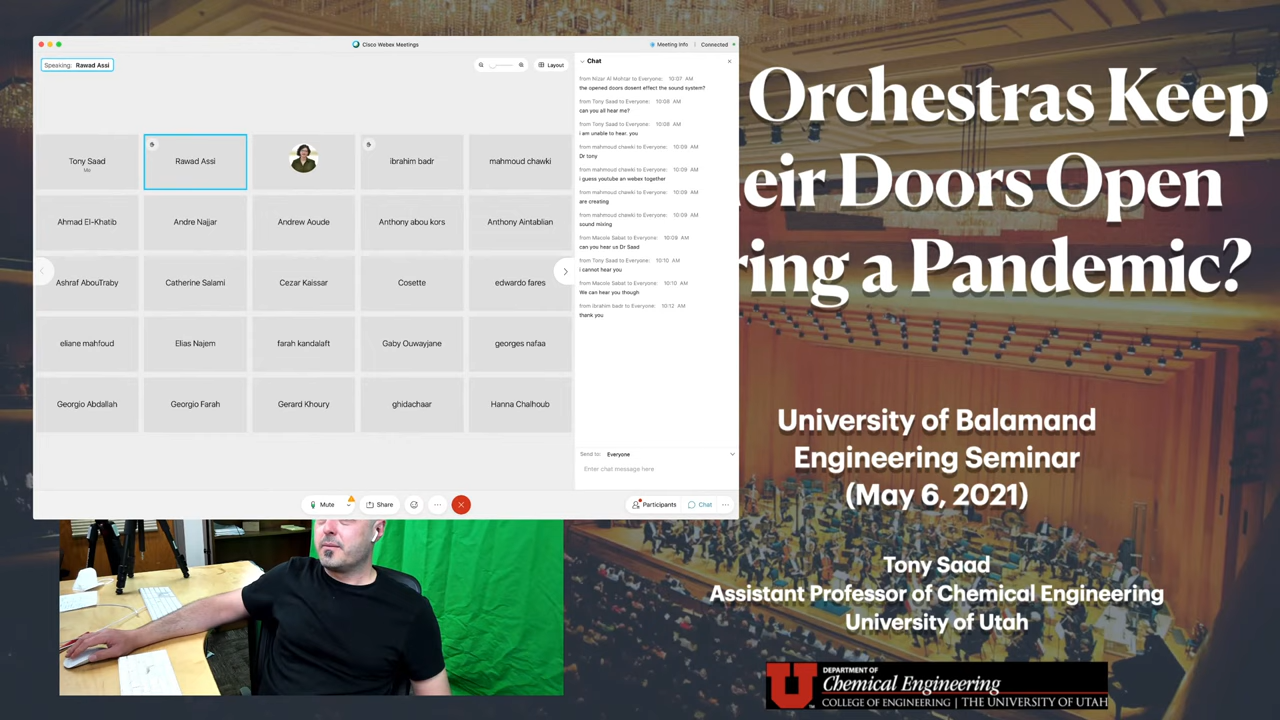 Cisco Webex Meetings
Meeting Info
Connected
Speaking: Rawad Assi
Layout
Tony Saad
Me
Rawad Assi
ibrahim badr
mahmoud chawki
Ahmad El-Khatib
Andre Najjar
Andrew Aoude
Anthony abou kors
Anthony Aintablian
Ashraf AbouTraby
Catherine Salami
Cezar Kaissar
Cosette
edwardo fares
eliane mahfoud
Elias Najem
farah kandalaft
Gaby Ouwayjane
georges nafaa
Georgio Abdallah
Georgio Farah
Gerard Khoury
ghidachaar
Hanna Chalhoub
Mute
Share
Chat
from Nizar Al Mohtar to Everyone: 10:07 AM
the opened doors dosent effect the sound system?
from Tony Saad to Everyone: 10:08 AM
can you all hear me?
from Tony Saad to Everyone: 10:08 AM
i am unable to hear. you
from mahmoud chawki to Everyone: 10:09 AM
Dr tony
from mahmoud chawki to Everyone: 10:09 AM
i guess youtube an webex together
from mahmoud chawki to Everyone: 10:09 AM
are creating
from mahmoud chawki to Everyone: 10:09 AM
sound mixing
from Macole Sabat to Everyone: 10:09 AM
can you hear us Dr Saad
from Tony Saad to Everyone: 10:10 AM
i cannot hear you
from Macole Sabat to Everyone: 10:10 AM
We can hear you though
from ibrahim badr to Everyone: 10:12 AM
thank you
Send to: Everyone
Enter chat message here
Participants
Chat
Orchestras Keep
eir Doors Open
ring a Pandemic?
University of Balamand
Engineering Seminar
(May 6, 2021)
Tony Saad
Assistant Professor of Chemical Engineering
University of Utah
U
DEPARTMENT OF
Chemical Engineering
COLLEGE OF ENGINEERING | THE UNIVERSITY OF UTAH